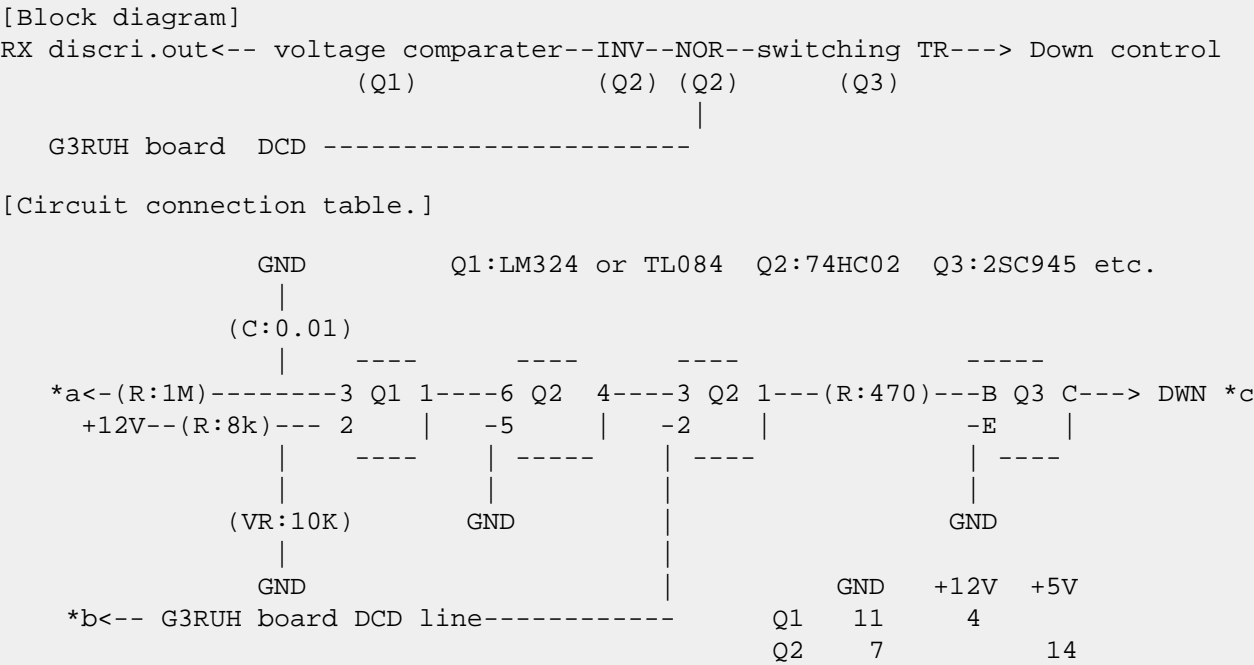 [Block diagram]
RX discri.out<-- voltage comparater--INV--NOR--switching TR---> Down control
                      (Q1)           (Q2) (Q2)      (Q3)
                                           |
   G3RUH board  DCD -----------------------

[Circuit connection table.]

                GND         Q1:LM324 or TL084  Q2:74HC02  Q3:2SC945 etc.
                 |
              (C:0.01)
                 |    ----      ----      ----              -----
   *a<-(R:1M)--------3 Q1 1----6 Q2  4----3 Q2 1---(R:470)---B Q3 C---> DWN *c
     +12V--(R:8k)--- 2    |   -5     |   -2    |            -E    |
                 |    ----    | -----    | ----             | ----
                 |            |          |                  |
              (VR:10K)       GND         |                 GND
                 |                       |
                GND                      |          GND   +12V  +5V
    *b<-- G3RUH board DCD line------------      Q1   11     4
                                                Q2   7           14